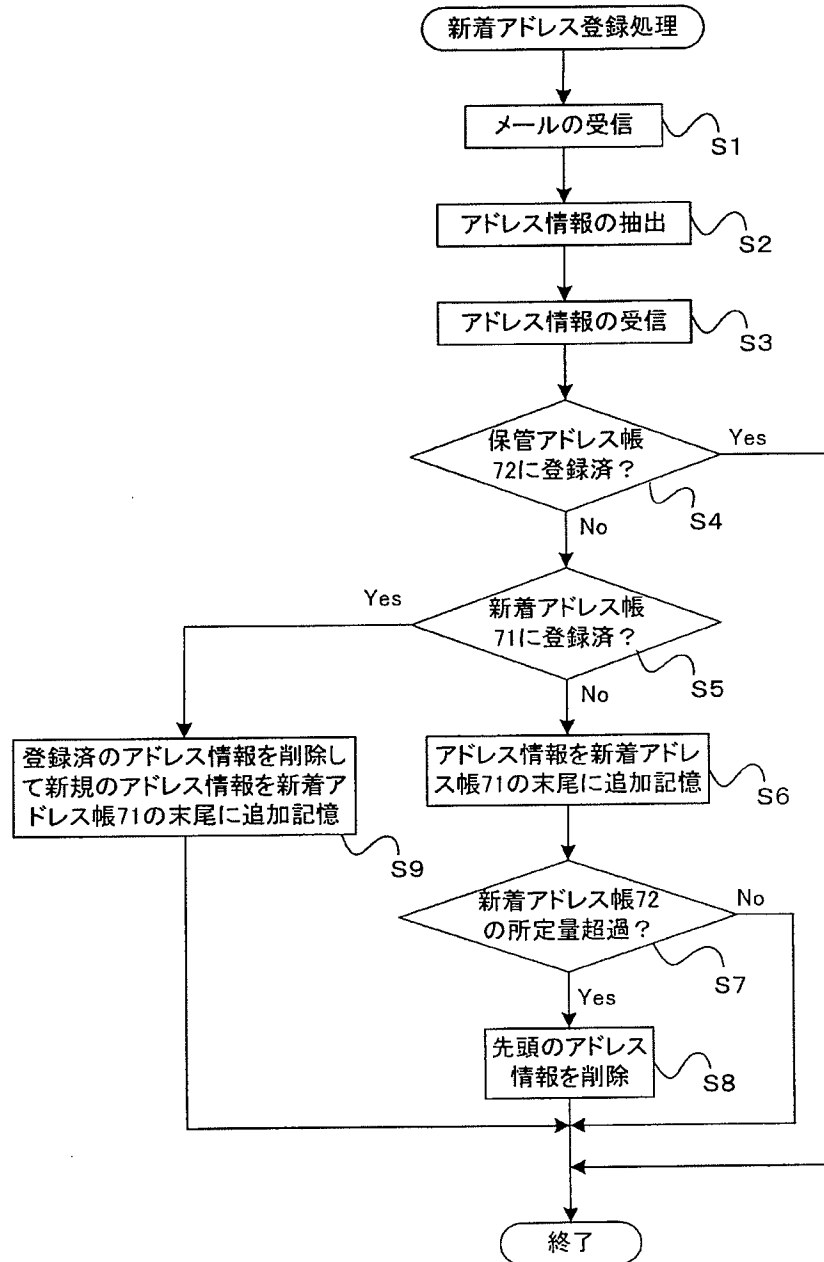 新着アドレス登録処理
メールの受信
S1
アドレス情報の抽出
S2
アドレス情報の受信
S3
保管アドレス帳
72に登録済？
Yes
S4
No
新着アドレス帳
71に登録済？
Yes
S5
No
登録済のアドレス情報を削除し
て新規のアドレス情報を新着ア
ドレス帳71の末尾に追加記憶
S9
アドレス情報を新着アドレ
ス帳71の末尾に追加記憶
S6
新着アドレス帳72
の所定量超過？
No
S7
Yes
先頭のアドレス
情報を削除
S8
終了